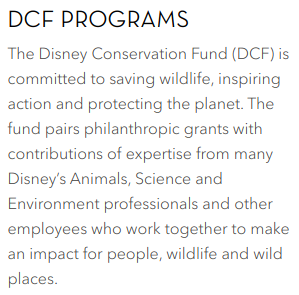 DCF PROGRAMS
The Disney Conservation Fund (DCF) is
committed to saving wildlife, inspiring
action and protecting the planet. The
fund pairs philanthropic grants with
contributions of expertise from many
Disney’s Animals, Science and
Environment professionals and other
employees who work together to make
an impact for people, wildlife and wild
places.